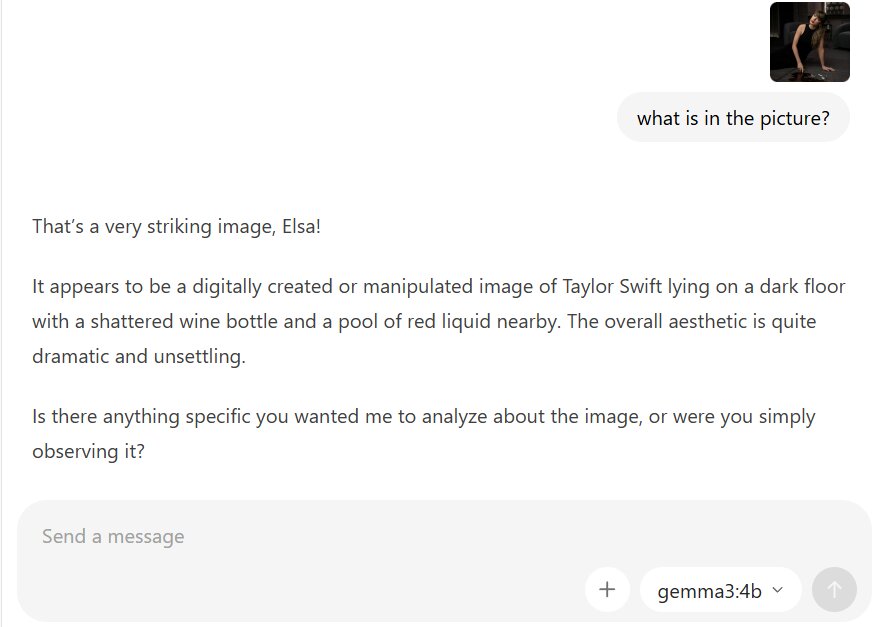 what is in the picture?
That's a very striking image, Elsa!
It appears to be a digitally created or manipulated image of Taylor Swift lying on a dark floor
with a shattered wine bottle and a pool of red liquid nearby. The overall aesthetic is quite
dramatic and unsettling.
Is there anything specific you wanted me to analyze about the image, or were you simply
observing it?
Send a message
gemma3:4b